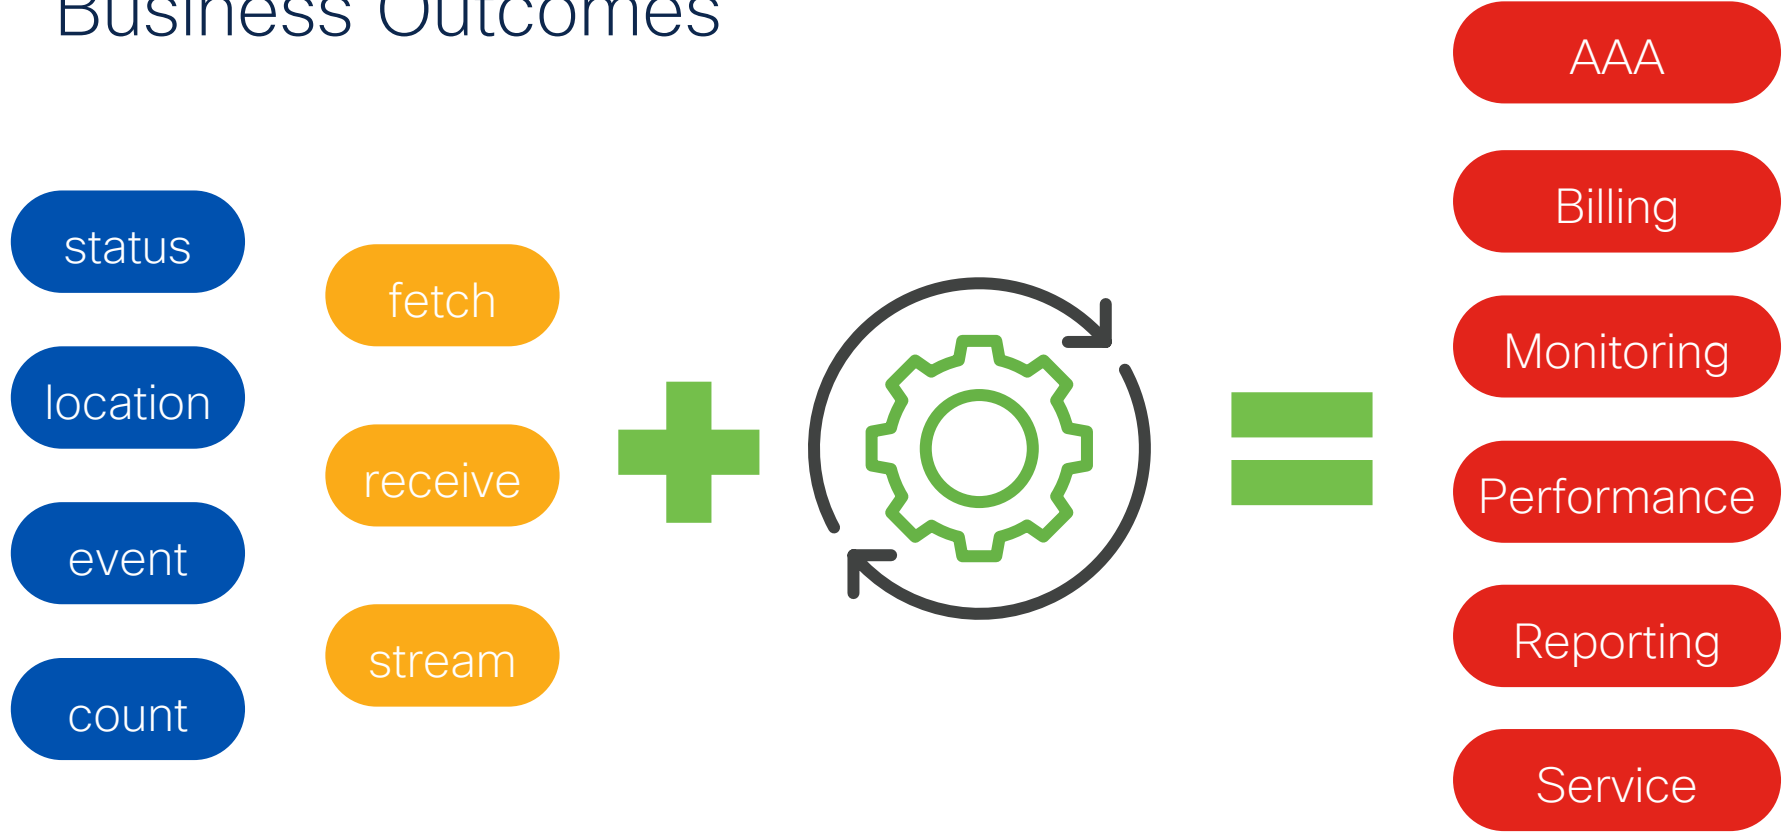 Business Outcomes
status
location
event
count
fetch
receive
stream
AAA
Billing
Monitoring
Performance
Reporting
Service